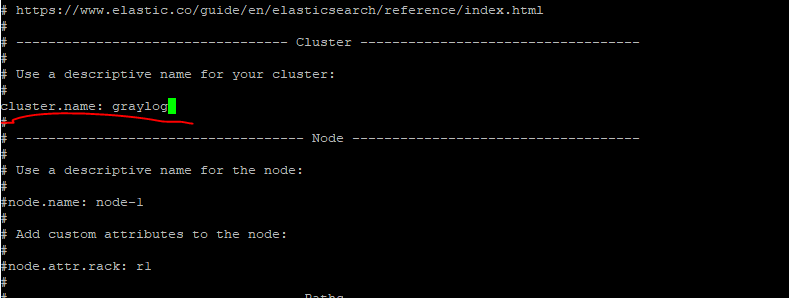 # https://www.elastic.co/guide/en/elasticsearch/reference/index.html
#
# ---------------------------------- Cluster -----------------------------------
#
# Use a descriptive name for your cluster:
#
cluster.name: graylog
#
# ------------------------------------ Node ------------------------------------
#
# Use a descriptive name for the node:
#
#node.name: node-1
#
# Add custom attributes to the node:
#
#node.attr.rack: r1
#
# ----------------------------------- Paths ------------------------------------